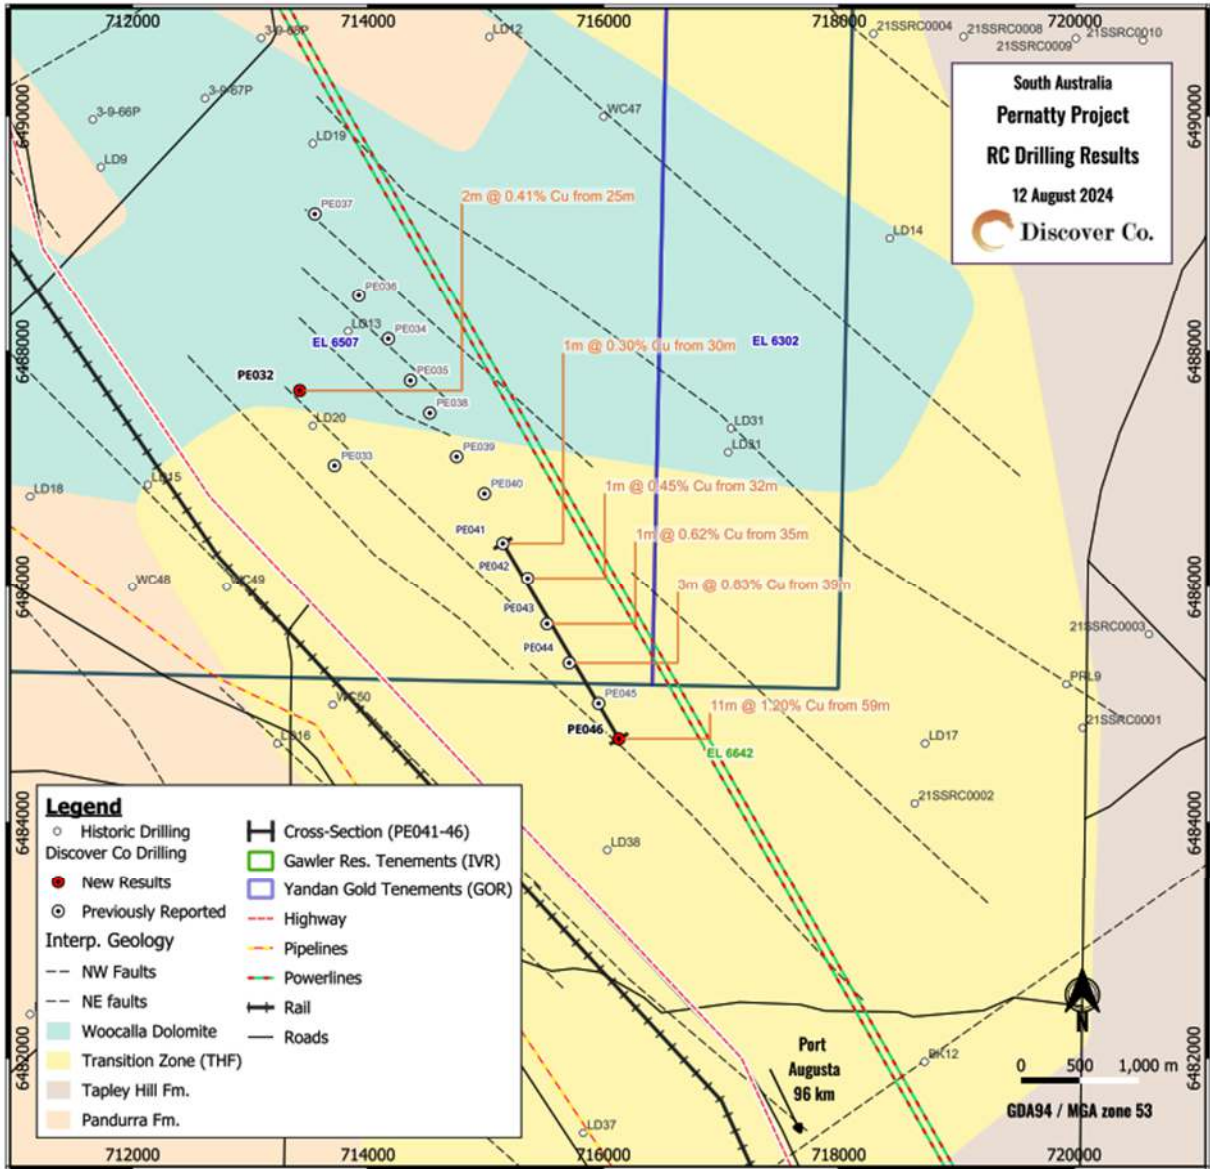 712000
714000
716000
718000
720000
3-9-68P
LD12
21SSRC0004
21SSRC0008
21SSRC0009
21SSRC0010
South Australia
Pernatty Project
RC Drilling Results
12 August 2024
Discover Co.
6490000
6490000
3-9-67P
3-9-66P
WC47
LD19
LD9
2m @ 0.41% Cu from 25m
PE037
LD14
PE036
LD13
PE034
EL 6507
EL 6302
1m @ 0.30% Cu from 30m
6488000
6488000
PE032
PE035
PE038
LD20
LD31
LD31
PE033
PE039
LD15
LD18
PE040
1m @ 0.45% Cu from 32m
PE041
1m @ 0.62% Cu from 35m
PE042
WC48
WC49
3m @ 0.83% Cu from 39m
6486000
6486000
PE043
21SSRC0003
PE044
PRL9
PE045
WC50
11m @ 1.20% Cu from 59m
PE046
21SSRC0001
LD16
LD17
EL 6642
21SSRC0002
6484000
6484000
LD38
Legend
Historic Drilling
Discover Co Drilling
New Results
Previously Reported
Interp. Geology
NW Faults
NE faults
Woocalla Dolomite
Transition Zone (THF)
Tapley Hill Fm.
Pandurra Fm.
Cross-Section (PE041-46)
Gawler Res. Tenements (IVR)
Yandan Gold Tenements (GOR)
Highway
Pipelines
Powerlines
Rail
Roads
N
6482000
6482000
BK12
Port
Augusta
96 km
0 500 1,000 m
GDA94 / MGA zone 53
LD37
712000
714000
716000
718000
720000